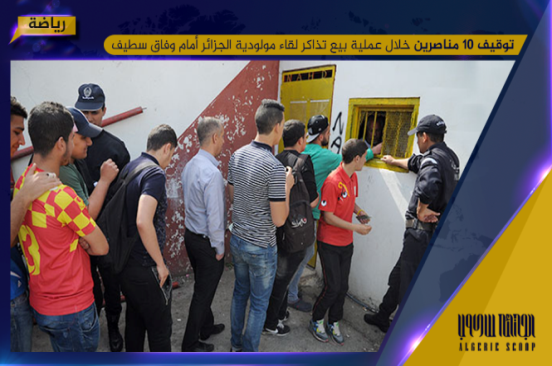 رياضة
توقيف 10 مناصرين خلال عملية بيع تذاكر لقاء مولودية الجزائر أمام وفاق سطيف
ALGERIE SCOOP